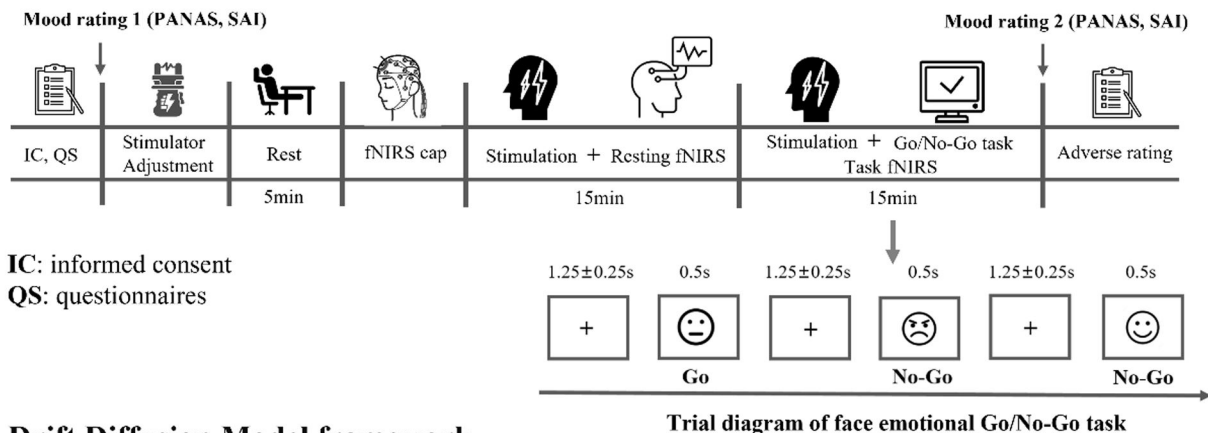 Mood rating 1 (PANAS, SAI)
Mood rating 2 (PANAS, SAI)
IC, QS
Stimulator
Adjustment
Rest
fNIRS cap
Stimulation + Resting fNIRS
Stimulation + Go/No-Go task
Task fNIRS
Adverse rating
5min
15min
15min
IC: informed consent
QS: questionnaires
1.25±0.25s 0.5s 1.25±0.25s 0.5s 1.25±0.25s 0.5s
+ + +
Go No-Go No-Go
Trial diagram of face emotional Go/No-Go task